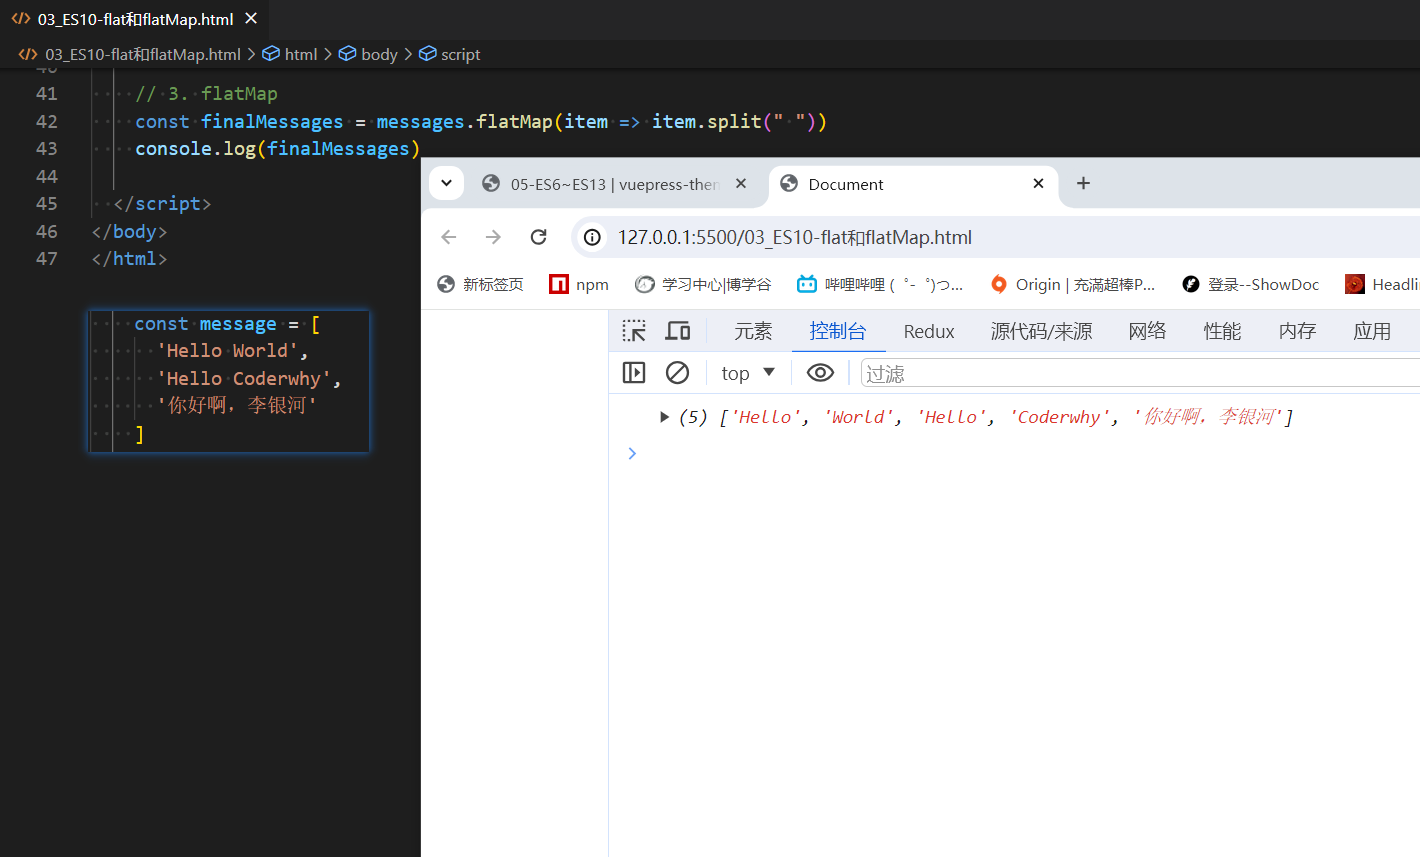 03_ES10-flat和flatMap.html
03_ES10-flat和flatMap.html > html > body > script
41 // 3. flatMap
42 const finalMessages = messages.flatMap(item => item.split(" "))
43 console.log(finalMessages)
44
45 </script>
46 </body>
47 </html>
const message = [
'Hello World',
'Hello Coderwhy',
'你好啊，李银河'
]
05-ES6~ES13 | vuepress-then
Document
127.0.0.1:5500/03_ES10-flat和flatMap.html
新标签页 npm 学习中心|博学谷 哔哩哔哩 ( ゜- ゜)つ... Origin | 充滿超棒P... 登录--ShowDoc Headli
元素 控制台 Redux 源代码/来源 网络 性能 内存 应用
top 过滤
(5) ['Hello', 'World', 'Hello', 'Coderwhy', '你好啊，李银河']